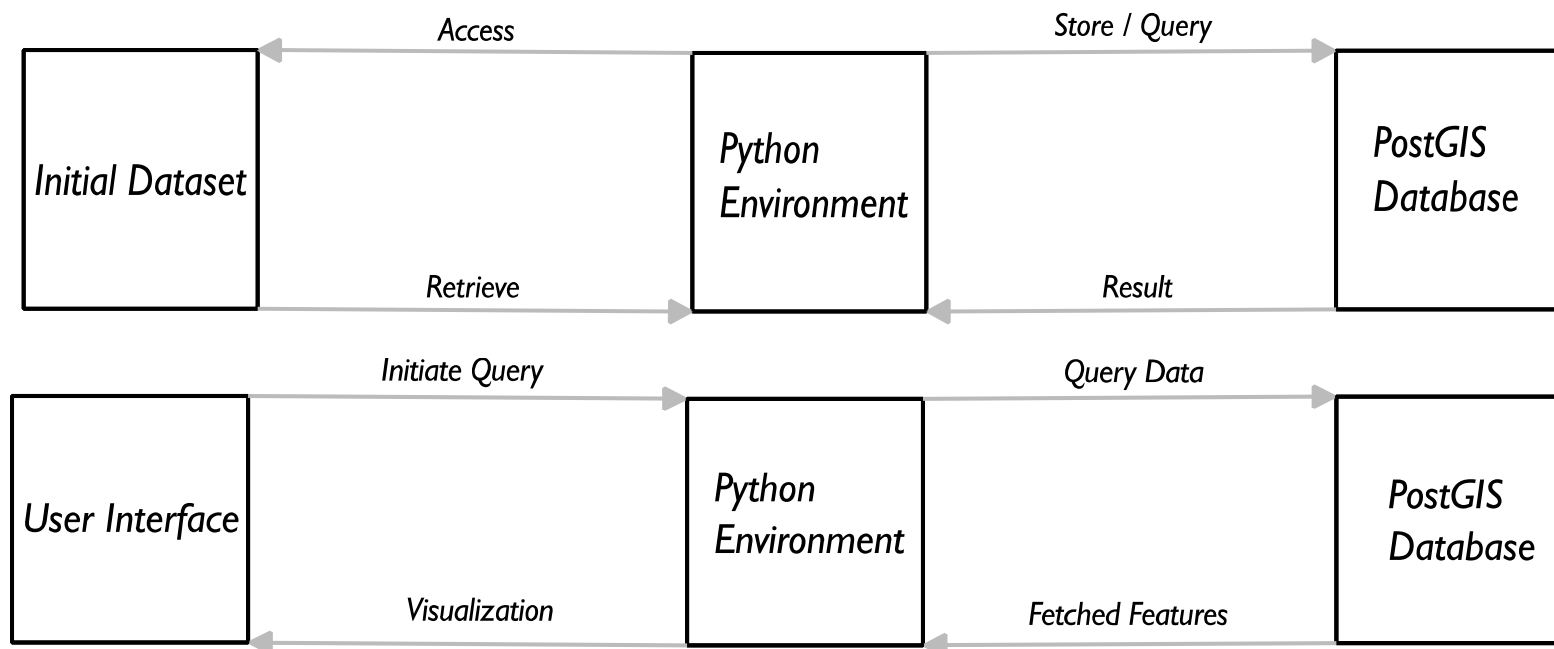 Access
Store / Query
Initial Dataset
Python
Environment
PostGIS
Database
Retrieve
Result
Initiate Query
Query Data
User Interface
Python
Environment
PostGIS
Database
Visualization
Fetched Features